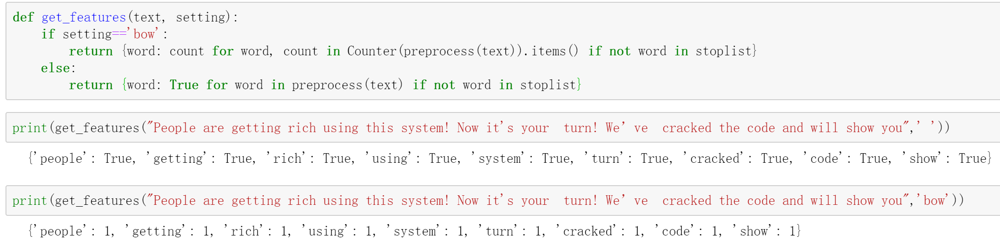 def get_features(text, setting):
    if setting=='bow':
        return {word: count for word, count in Counter(preprocess(text)).items() if not word in stoplist}
    else:
        return {word: True for word in preprocess(text) if not word in stoplist}
print(get_features("People are getting rich using this system! Now it's your  turn! We’ve  cracked the code and will show you",' '))
{'people': True, 'getting': True, 'rich': True, 'using': True, 'system': True, 'turn': True, 'cracked': True, 'code': True, 'show': True}
print(get_features("People are getting rich using this system! Now it's your  turn! We’ve  cracked the code and will show you",'bow'))
{'people': 1, 'getting': 1, 'rich': 1, 'using': 1, 'system': 1, 'turn': 1, 'cracked': 1, 'code': 1, 'show': 1}